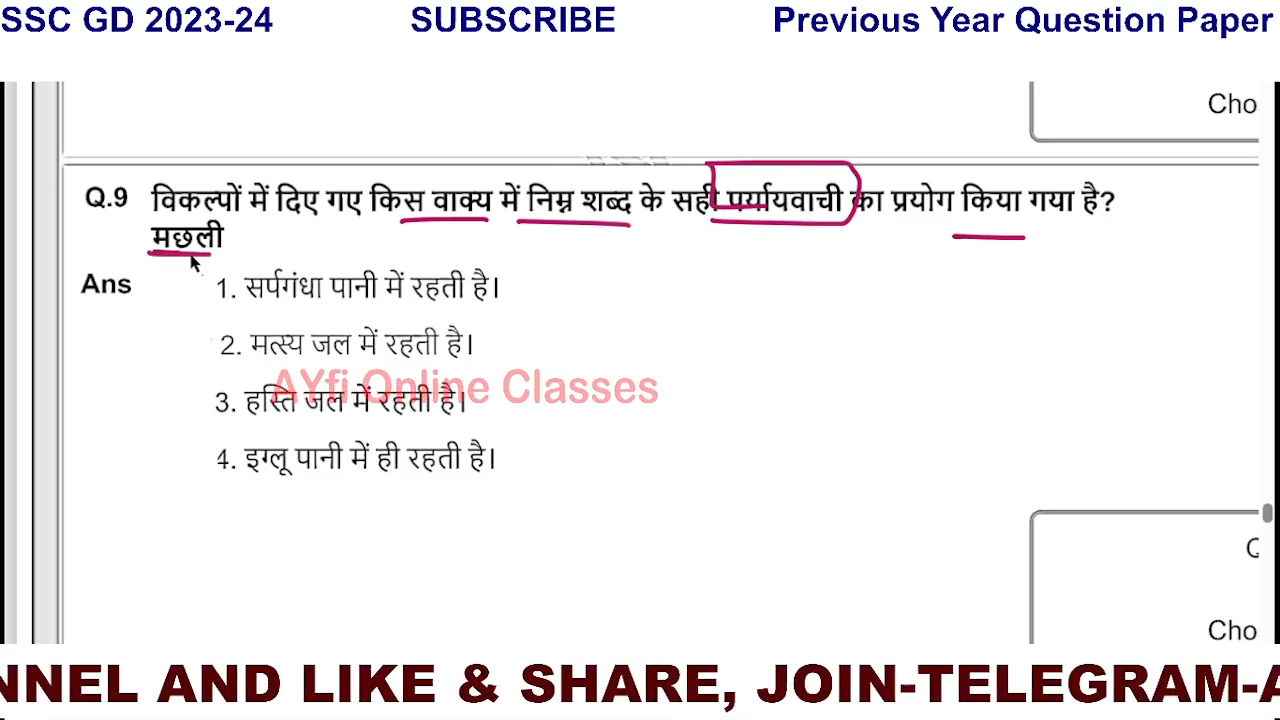 SSC GD 2023-24 SUBSCRIBE Previous Year Question Paper
Cho
Q.9 विकल्पों में दिए गए किस वाक्य में निम्न शब्द के सही पर्यायवाची का प्रयोग किया गया है?
मछली
Ans 1. सर्पगंधा पानी में रहती है।
2. मत्स्य जल में रहती है।
AYfi Online Classes
3. हस्ति जल में रहती है।
4. इग्लू पानी में ही रहती है।
Q
Cho
NNEL AND LIKE & SHARE, JOIN-TELEGRAM-A